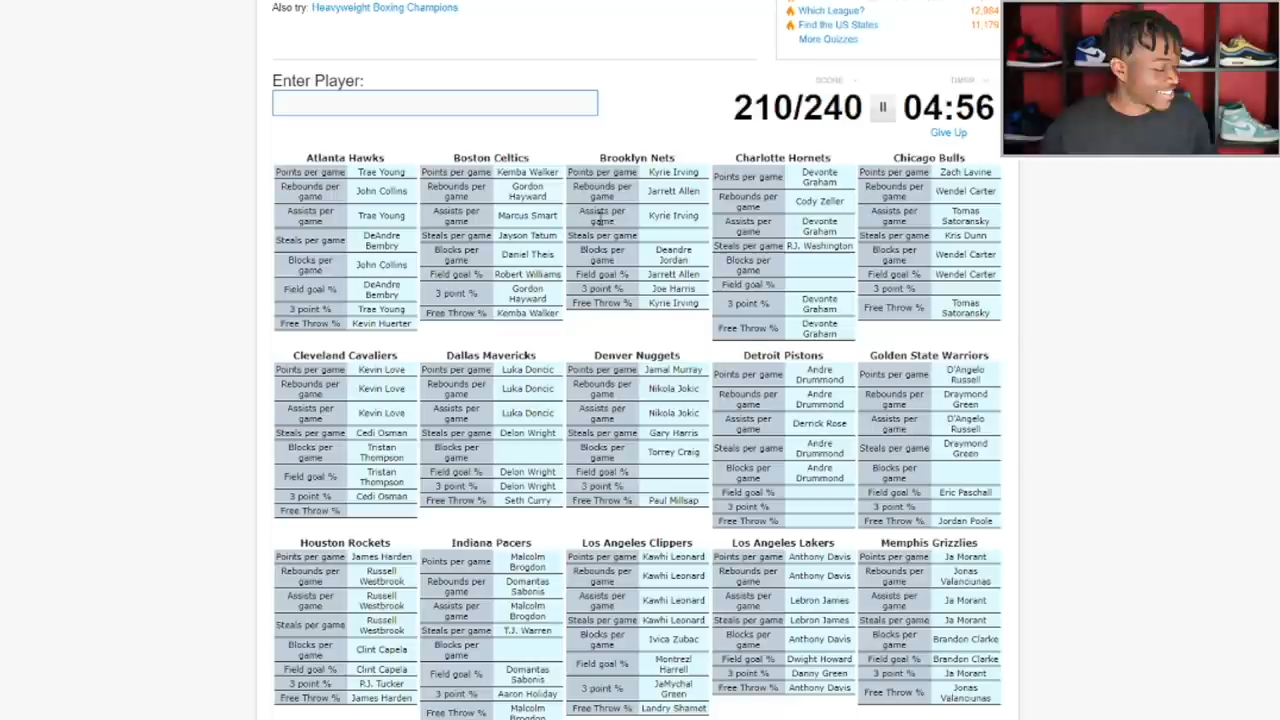 Also try: Heavyweight Boxing Champions
Which League? 12,984
Find the US States 11,179
More Quizzes
Enter Player:
SCORE
TIMER
210/240
04:56
Give Up
Atlanta Hawks
Points per game Trae Young
Rebounds per game John Collins
Assists per game Trae Young
Steals per game DeAndre Bembry
Blocks per game John Collins
Field goal % DeAndre Bembry
3 point % Trae Young
Free Throw % Kevin Huerter
Boston Celtics
Points per game Kemba Walker
Rebounds per game Gordon Hayward
Assists per game Marcus Smart
Steals per game Jayson Tatum
Blocks per game Daniel Theis
Field goal % Robert Williams
3 point % Gordon Hayward
Free Throw % Kemba Walker
Brooklyn Nets
Points per game Kyrie Irving
Rebounds per game Jarrett Allen
Assists per game Kyrie Irving
Steals per game
Blocks per game Deandre Jordan
Field goal % Jarrett Allen
3 point % Joe Harris
Free Throw % Kyrie Irving
Charlotte Hornets
Points per game Devonte Graham
Rebounds per game Cody Zeller
Assists per game Devonte Graham
Steals per game R.J. Washington
Blocks per game
Field goal %
3 point % Devonte Graham
Free Throw % Devonte Graham
Chicago Bulls
Points per game Zach Lavine
Rebounds per game Wendel Carter
Assists per game Tomas Satoransky
Steals per game Kris Dunn
Blocks per game Wendel Carter
Field goal % Wendel Carter
3 point %
Free Throw % Tomas Satoransky
Cleveland Cavaliers
Points per game Kevin Love
Rebounds per game Kevin Love
Assists per game Kevin Love
Steals per game Cedi Osman
Blocks per game Tristan Thompson
Field goal % Tristan Thompson
3 point % Cedi Osman
Free Throw %
Dallas Mavericks
Points per game Luka Doncic
Rebounds per game Luka Doncic
Assists per game Luka Doncic
Steals per game Delon Wright
Blocks per game
Field goal % Delon Wright
3 point % Delon Wright
Free Throw % Seth Curry
Denver Nuggets
Points per game Jamal Murray
Rebounds per game Nikola Jokic
Assists per game Nikola Jokic
Steals per game Gary Harris
Blocks per game Torrey Craig
Field goal %
3 point %
Free Throw % Paul Millsap
Detroit Pistons
Points per game Andre Drummond
Rebounds per game Andre Drummond
Assists per game Derrick Rose
Steals per game Andre Drummond
Blocks per game Andre Drummond
Field goal %
3 point %
Free Throw %
Golden State Warriors
Points per game D'Angelo Russell
Rebounds per game Draymond Green
Assists per game D'Angelo Russell
Steals per game Draymond Green
Blocks per game
Field goal % Eric Paschall
3 point %
Free Throw % Jordan Poole
Houston Rockets
Points per game James Harden
Rebounds per game Russell Westbrook
Assists per game Russell Westbrook
Steals per game Russell Westbrook
Blocks per game Clint Capela
Field goal % Clint Capela
3 point % P.J. Tucker
Free Throw % James Harden
Indiana Pacers
Points per game Malcolm Brogdon
Rebounds per game Domantas Sabonis
Assists per game Malcolm Brogdon
Steals per game T.J. Warren
Blocks per game
Field goal % Domantas Sabonis
3 point % Aaron Holiday
Free Throw % Malcolm Brogdon
Los Angeles Clippers
Points per game Kawhi Leonard
Rebounds per game Kawhi Leonard
Assists per game Kawhi Leonard
Steals per game Kawhi Leonard
Blocks per game Ivica Zubac
Field goal % Montrezl Harrell
3 point % JaMychal Green
Free Throw % Landry Shamet
Los Angeles Lakers
Points per game Anthony Davis
Rebounds per game Anthony Davis
Assists per game Lebron James
Steals per game Lebron James
Blocks per game Anthony Davis
Field goal % Dwight Howard
3 point % Danny Green
Free Throw % Anthony Davis
Memphis Grizzlies
Points per game Ja Morant
Rebounds per game Jonas Valanciunas
Assists per game Ja Morant
Steals per game Ja Morant
Blocks per game Brandon Clarke
Field goal % Brandon Clarke
3 point % Ja Morant
Free Throw % Jonas Valanciunas